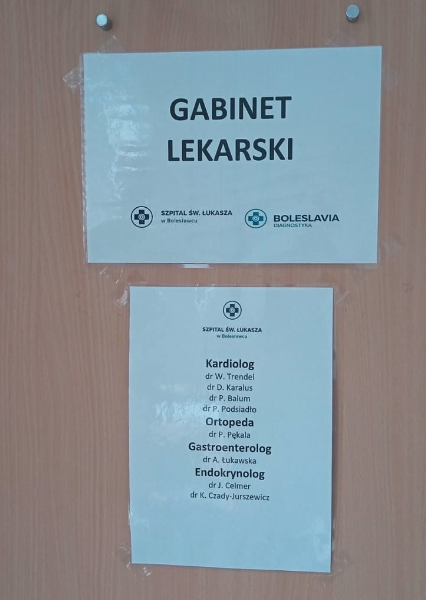 GABINET
LEKARSKI
SZPITAL ŚW. ŁUKASZA
w Bolesławcu
BOLESLAVIA
DIAGNOSTYKA
SZPITAL ŚW. ŁUKASZA
w Bolesławcu
Kardiolog
dr W. Trendel
dr D. Karalus
dr P. Balum
dr P. Podsiadło
Ortopeda
dr P. Pękala
Gastroenterolog
dr A. Łukawska
Endokrynolog
dr J. Celmer
dr K. Czady-Jurszewicz